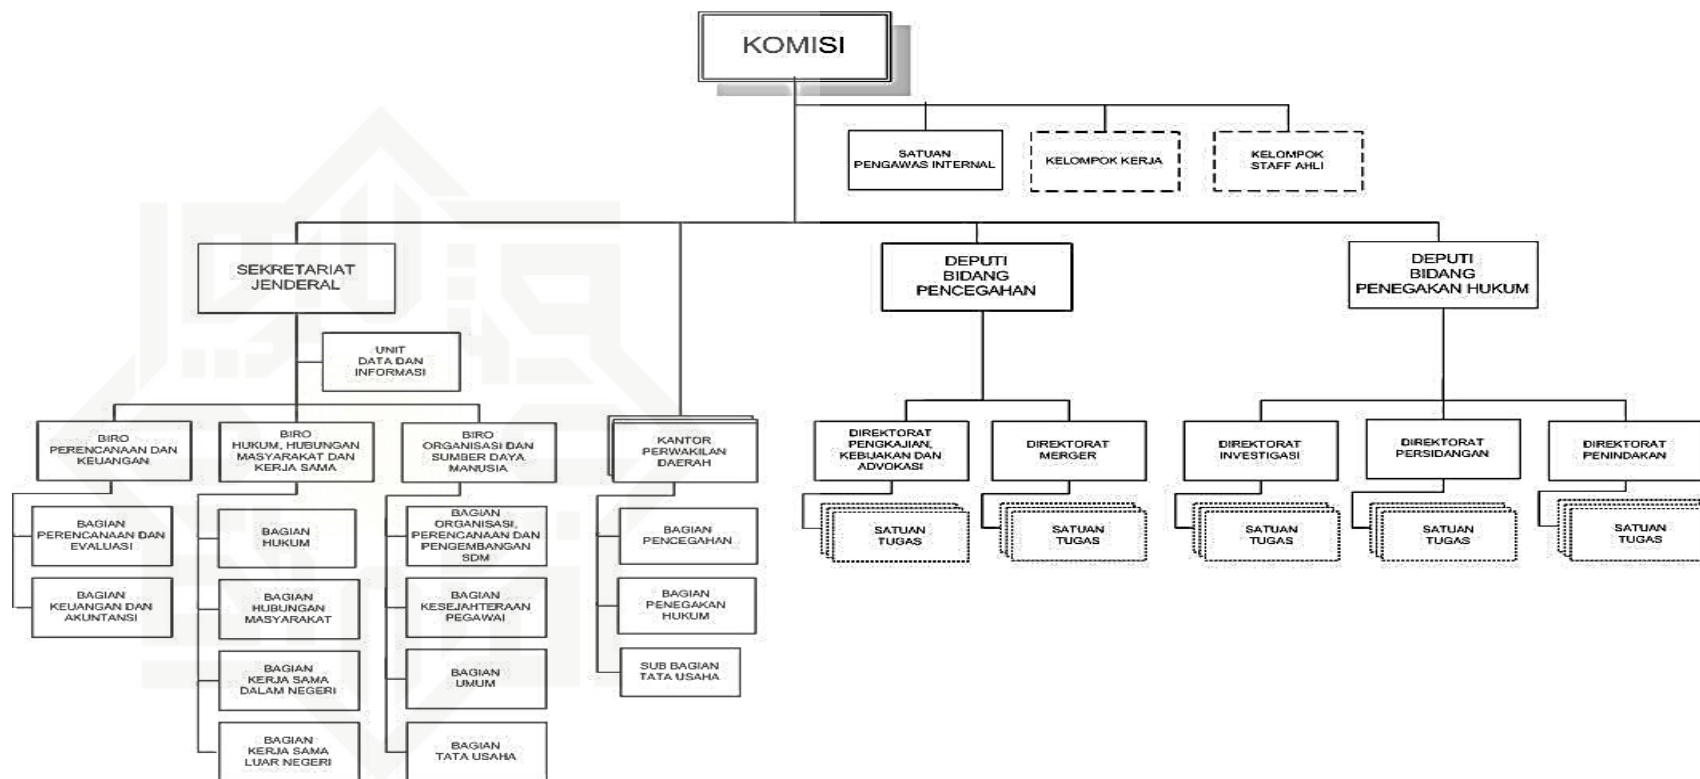 KOMISI
SATUAN
PENGAWAS INTERNAL
KELOMPOK KERJA
KELOMPOK
STAFF AHLI
SEKRETARIAT
JENDERAL
DEPUTI
BIDANG
PENCEGAHAN
DEPUTI
BIDANG
PENEGAKAN HUKUM
UNIT
DATA DAN
INFORMASI
BIRO
PERENCANAAN DAN
KEUANGAN
BIRO
HUKUM, HUBUNGAN
MASYARAKAT DAN
KERJA SAMA
BIRO
ORGANISASI DAN
SUMBER DAYA
MANUSIA
KANTOR
PERWAKILAN
DAERAH
DIREKTORAT
PENGKAJIAN,
KEBIJAKAN DAN
ADVOKASI
DIREKTORAT
MERGER
DIREKTORAT
INVESTIGASI
DIREKTORAT
PERSIDANGAN
DIREKTORAT
PENINDAKAN
BAGIAN
PERENCANAAN DAN
EVALUASI
BAGIAN
KEUANGAN DAN
AKUNTANSI
BAGIAN
HUKUM
BAGIAN
HUBUNGAN
MASYARAKAT
BAGIAN
KERJA SAMA
DALAM NEGERI
BAGIAN
KERJA SAMA
LUAR NEGERI
BAGIAN
ORGANISASI,
PERENCANAAN DAN
PENGEMBANGAN
SDM
BAGIAN
KESEJAHTERAAN
PEGAWAI
BAGIAN
UMUM
BAGIAN
TATA USAHA
BAGIAN
PENCEGAHAN
BAGIAN
PENEGAKAN
HUKUM
SUB BAGIAN
TATA USAHA
SATUAN
TUGAS
SATUAN
TUGAS
SATUAN
TUGAS
SATUAN
TUGAS
SATUAN
TUGAS